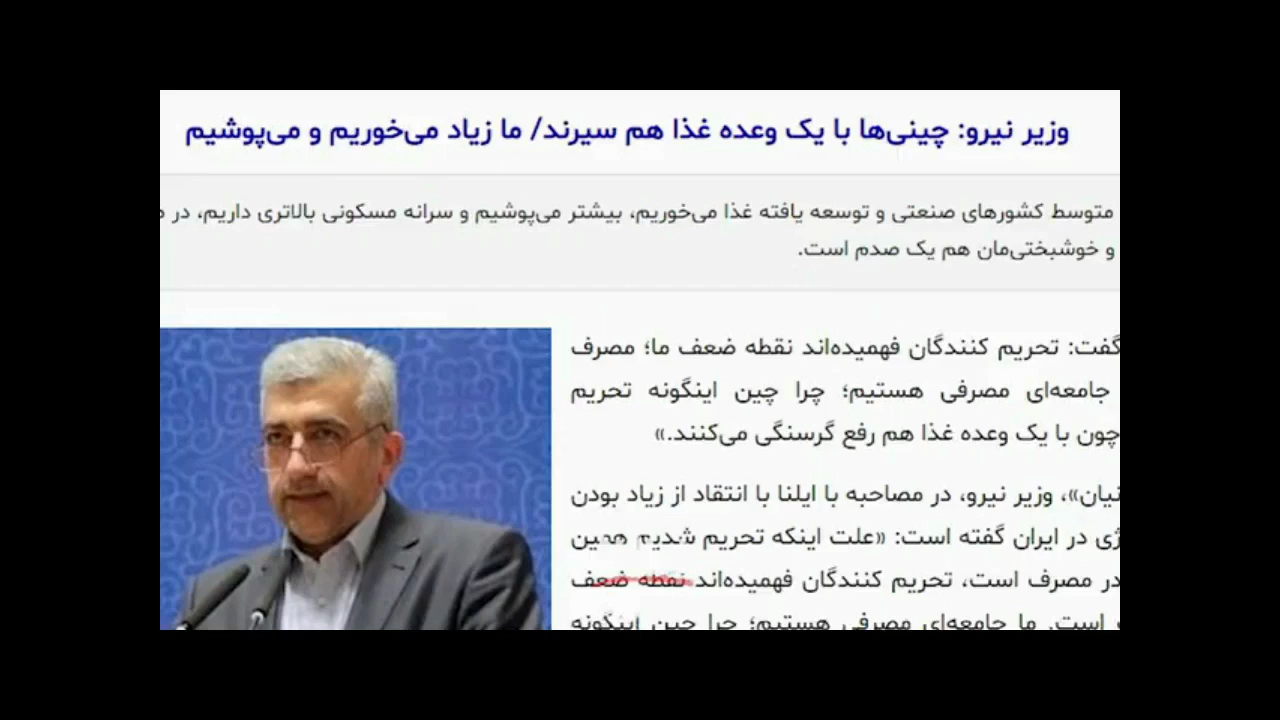 وزیر نیرو: چینی‌ها با یک وعده غذا هم سیرند/ ما زیاد می‌خوریم و می‌پوشیم
متوسط کشورهای صنعتی و توسعه یافته غذا می‌خوریم، بیشتر می‌پوشیم و سرانه مسکونی بالاتری داریم، در
و خوشبختی‌مان هم یک صدم است.
گفت: تحریم کنندگان فهمیده‌اند نقطه ضعف ما؛ مصرف
جامعه‌ای مصرفی هستیم؛ چرا چین اینگونه تحریم
چون با یک وعده غذا هم رفع گرسنگی می‌کنند.»
وزیر نیرو، در مصاحبه با ایلنا با انتقاد از زیاد بودن
در ایران گفته است: «علت اینکه تحریم شدیم همین
در مصرف است، تحریم کنندگان فهمیده‌اند نقطه ضعف
است. ما جامعه‌ای مصرفی هستیم؛ چرا چین اینگونه